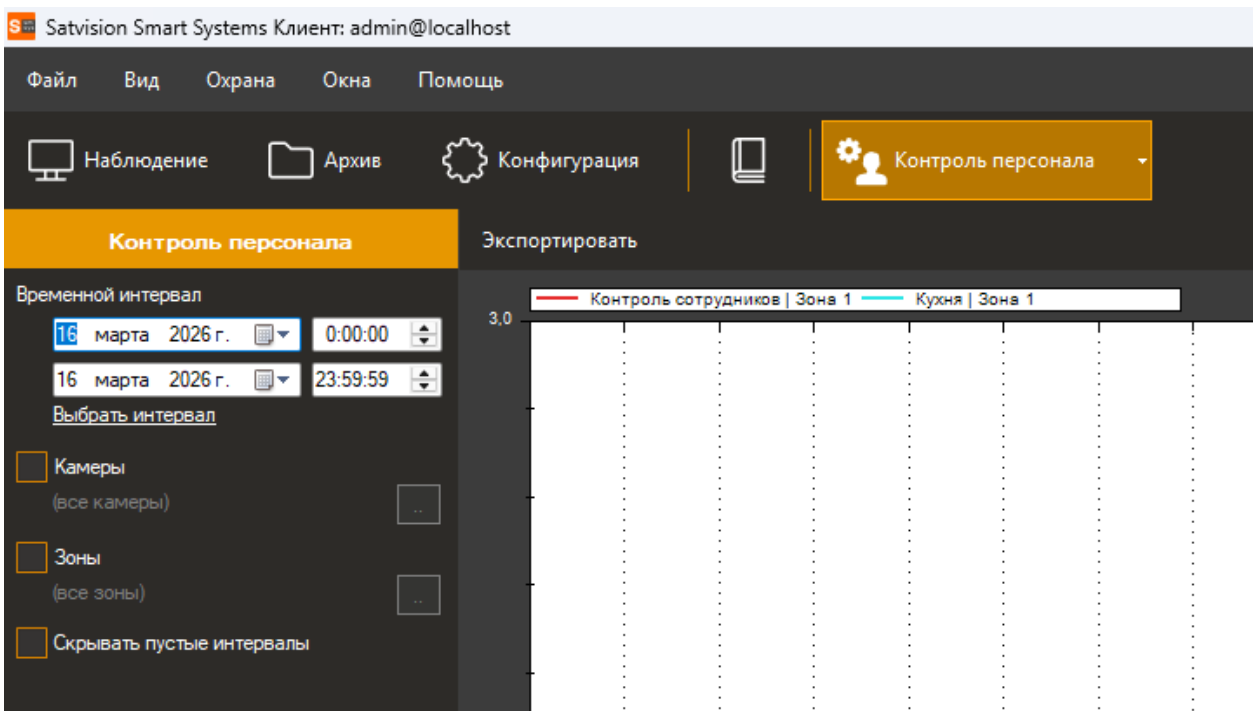 Satvision Smart Systems Клиент: admin@localhost
Файл Вид Охрана Окна Помощь
Наблюдение Архив Конфигурация Контроль персонала
Контроль персонала Экспортировать
Временной интервал
Контроль сотрудников | Зона 1 Кухня | Зона 1
3,0
16 марта 2026 г. 0:00:00
16 марта 2026 г. 23:59:59
Выбрать интервал
Камеры
(все камеры) ..
Зоны
(все зоны) ..
Скрывать пустые интервалы